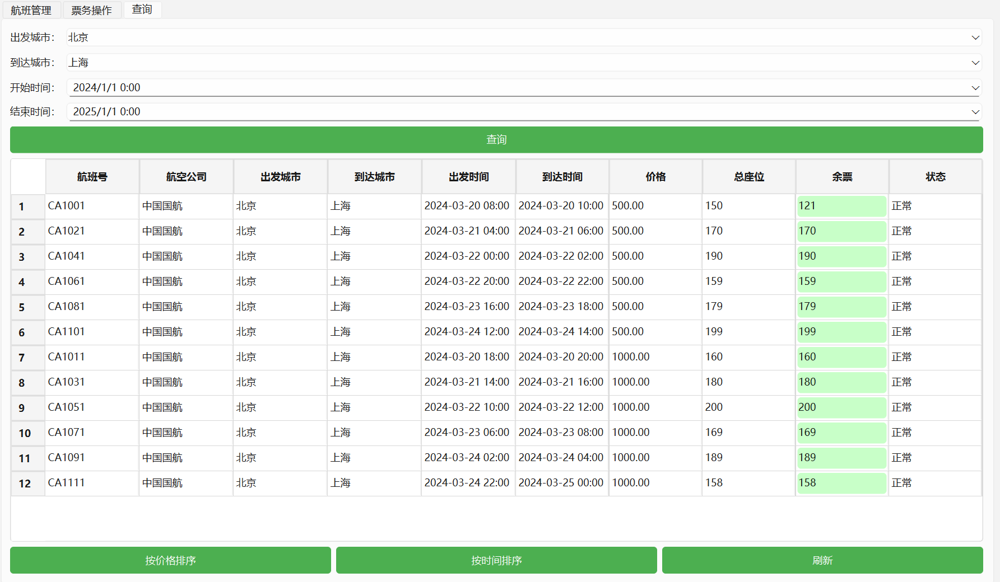 航班管理 票务操作 查询
出发城市： 北京
到达城市： 上海
开始时间： 2024/1/1 0:00
结束时间： 2025/1/1 0:00
查询
航班号 航空公司 出发城市 到达城市 出发时间 到达时间 价格 总座位 余票 状态
1 CA1001 中国国航 北京 上海 2024-03-20 08:00 2024-03-20 10:00 500.00 150 121 正常
2 CA1021 中国国航 北京 上海 2024-03-21 04:00 2024-03-21 06:00 500.00 170 170 正常
3 CA1041 中国国航 北京 上海 2024-03-22 00:00 2024-03-22 02:00 500.00 190 190 正常
4 CA1061 中国国航 北京 上海 2024-03-22 20:00 2024-03-22 22:00 500.00 159 159 正常
5 CA1081 中国国航 北京 上海 2024-03-23 16:00 2024-03-23 18:00 500.00 179 179 正常
6 CA1101 中国国航 北京 上海 2024-03-24 12:00 2024-03-24 14:00 500.00 199 199 正常
7 CA1011 中国国航 北京 上海 2024-03-20 18:00 2024-03-20 20:00 1000.00 160 160 正常
8 CA1031 中国国航 北京 上海 2024-03-21 14:00 2024-03-21 16:00 1000.00 180 180 正常
9 CA1051 中国国航 北京 上海 2024-03-22 10:00 2024-03-22 12:00 1000.00 200 200 正常
10 CA1071 中国国航 北京 上海 2024-03-23 06:00 2024-03-23 08:00 1000.00 169 169 正常
11 CA1091 中国国航 北京 上海 2024-03-24 02:00 2024-03-24 04:00 1000.00 189 189 正常
12 CA1111 中国国航 北京 上海 2024-03-24 22:00 2024-03-25 00:00 1000.00 158 158 正常
按价格排序 按时间排序 刷新